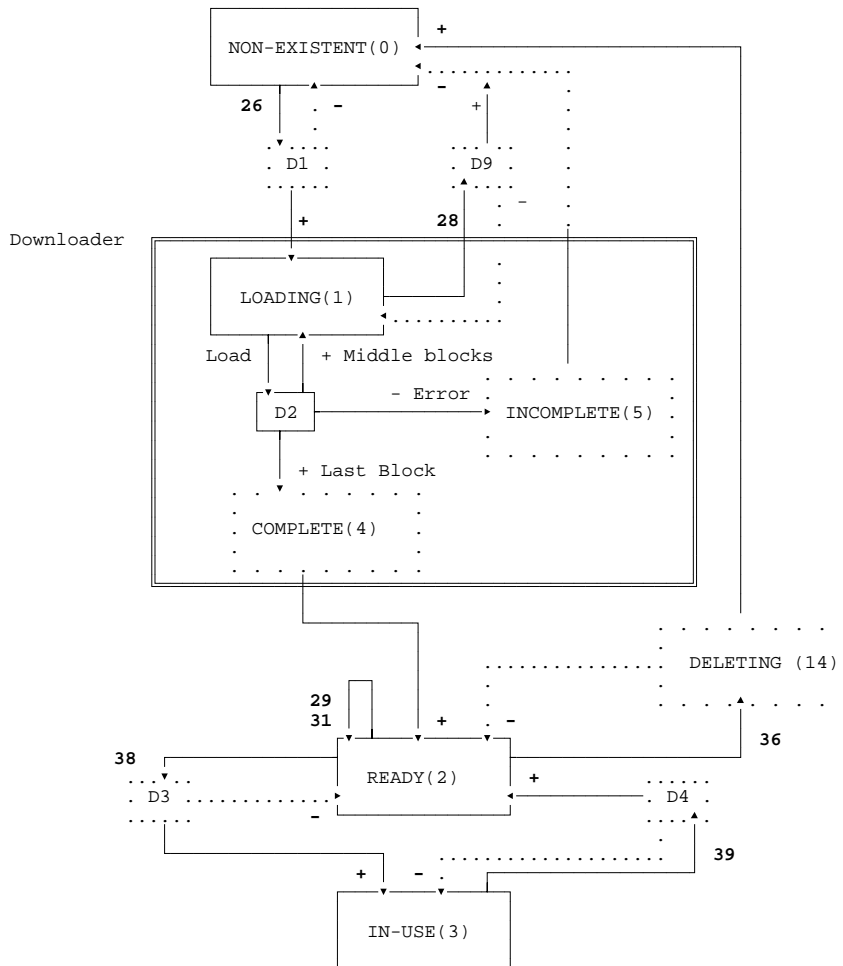 +
NON-EXISTENT(0)
-
26
-
+
D1
D9
-
+
28
Downloader
LOADING(1)
Load
+ Middle blocks
- Error
D2
INCOMPLETE(5)
+ Last Block
COMPLETE(4)
DELETING (14)
29
31
+
-
36
38
READY(2)
+
D3
D4
-
39
+
-
IN-USE(3)